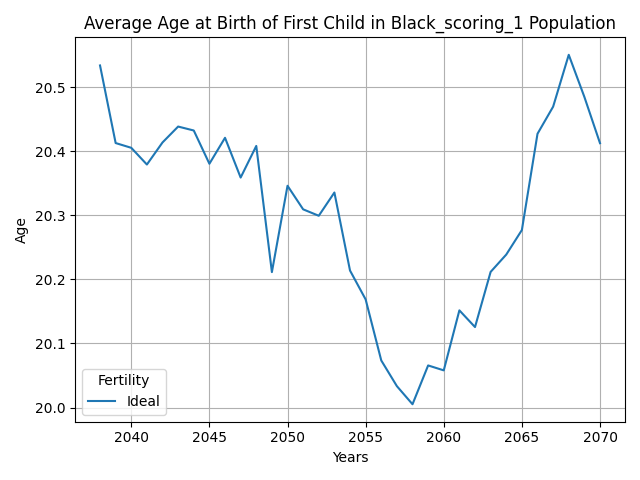 Average Age at Birth of First Child in Black_scoring_1 Population
Age
20.5
20.4
20.3
20.2
20.1
20.0
Fertility
Ideal
2040 2045 2050 2055 2060 2065 2070
Years